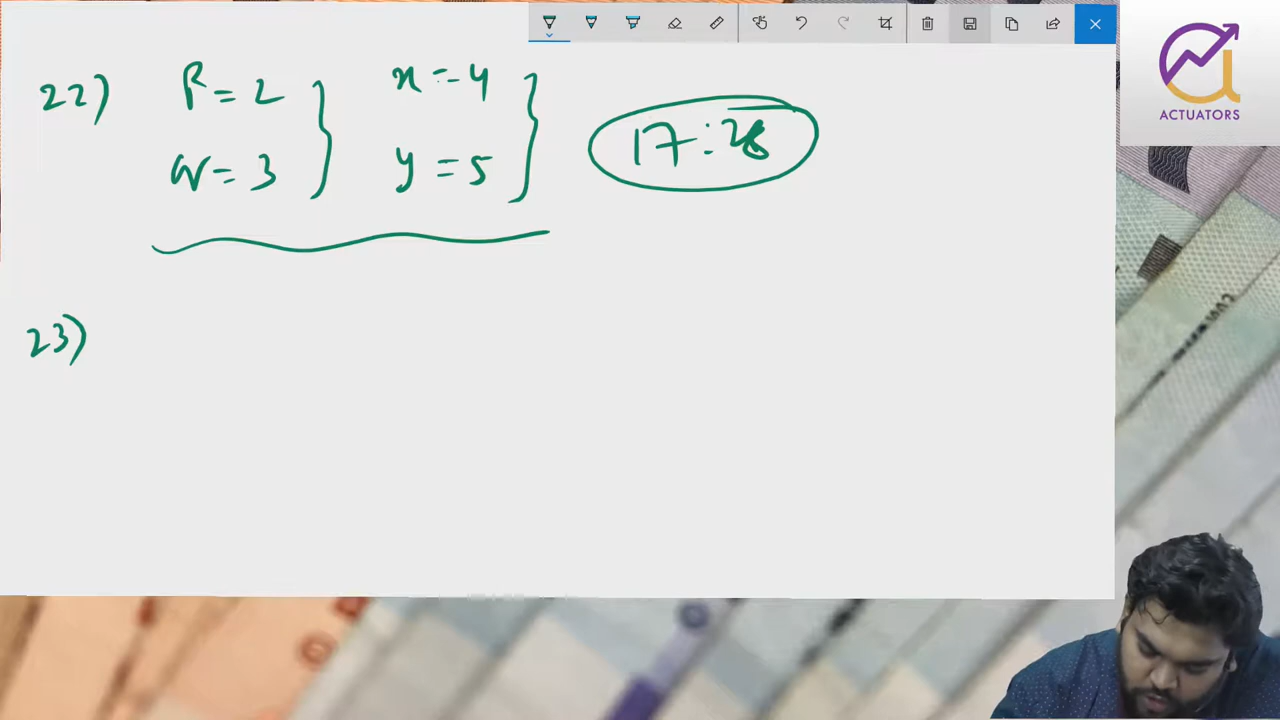 22) P = 2 x = -4 17 : 28
q = 3 y = 5
23)
ACTUATORS